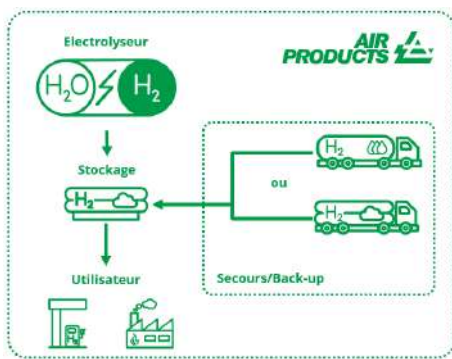 Electrolyseur
AIR
PRODUCTS
H₂O
H₂
Stockage
H₂
H₂
ou
H₂
Utilisateur
Secours/Back-up